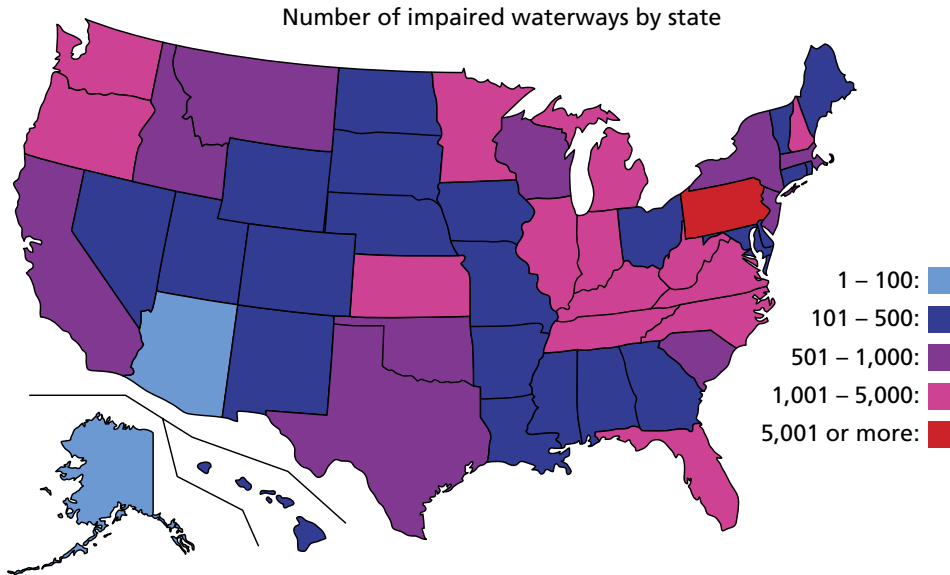 Number of impaired waterways by state
1 – 100:
101 – 500:
501 – 1,000:
1,001 – 5,000:
5,001 or more: